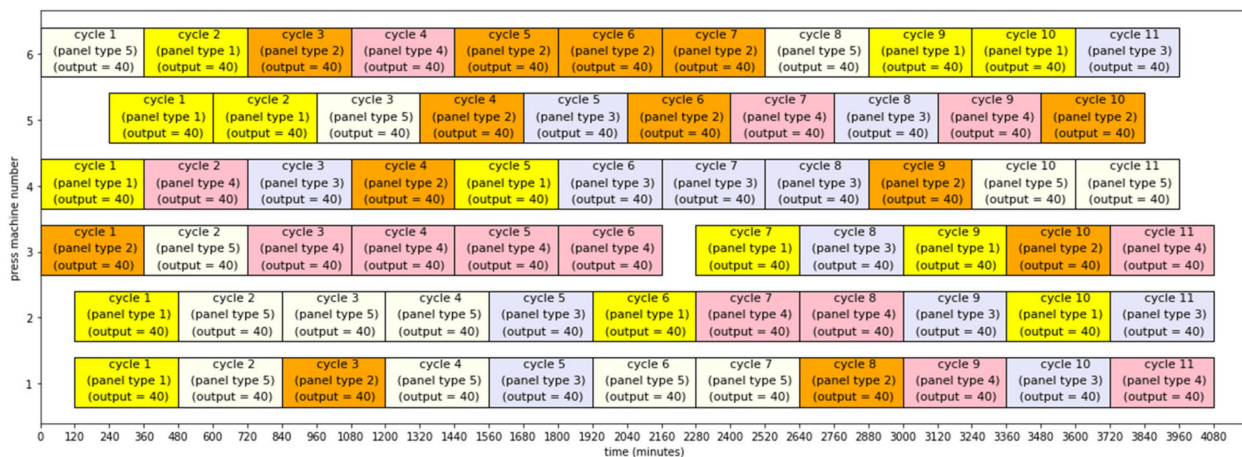 cycle 1 cycle 2 cycle 3 cycle 4 cycle 5 cycle 6 cycle 7 cycle 8 cycle 9 cycle 10 cycle 11
6 (panel type 5) (panel type 1) (panel type 2) (panel type 4) (panel type 2) (panel type 2) (panel type 2) (panel type 5) (panel type 1) (panel type 1) (panel type 3)
(output = 40) (output = 40) (output = 40) (output = 40) (output = 40) (output = 40) (output = 40) (output = 40) (output = 40) (output = 40) (output = 40)
cycle 1 cycle 2 cycle 3 cycle 4 cycle 5 cycle 6 cycle 7 cycle 8 cycle 9 cycle 10
5 (panel type 1) (panel type 1) (panel type 5) (panel type 2) (panel type 3) (panel type 2) (panel type 4) (panel type 3) (panel type 4) (panel type 2)
(output = 40) (output = 40) (output = 40) (output = 40) (output = 40) (output = 40) (output = 40) (output = 40) (output = 40) (output = 40)
cycle 1 cycle 2 cycle 3 cycle 4 cycle 5 cycle 6 cycle 7 cycle 8 cycle 9 cycle 10 cycle 11
4 (panel type 1) (panel type 4) (panel type 3) (panel type 2) (panel type 1) (panel type 3) (panel type 3) (panel type 3) (panel type 2) (panel type 5) (panel type 5)
(output = 40) (output = 40) (output = 40) (output = 40) (output = 40) (output = 40) (output = 40) (output = 40) (output = 40) (output = 40) (output = 40)
press machine number
cycle 1 cycle 2 cycle 3 cycle 4 cycle 5 cycle 6 cycle 7 cycle 8 cycle 9 cycle 10 cycle 11
3 (panel type 2) (panel type 5) (panel type 4) (panel type 4) (panel type 4) (panel type 4) (panel type 1) (panel type 3) (panel type 1) (panel type 2) (panel type 4)
(output = 40) (output = 40) (output = 40) (output = 40) (output = 40) (output = 40) (output = 40) (output = 40) (output = 40) (output = 40) (output = 40)
cycle 1 cycle 2 cycle 3 cycle 4 cycle 5 cycle 6 cycle 7 cycle 8 cycle 9 cycle 10 cycle 11
2 (panel type 1) (panel type 5) (panel type 5) (panel type 5) (panel type 3) (panel type 1) (panel type 4) (panel type 4) (panel type 3) (panel type 1) (panel type 3)
(output = 40) (output = 40) (output = 40) (output = 40) (output = 40) (output = 40) (output = 40) (output = 40) (output = 40) (output = 40) (output = 40)
cycle 1 cycle 2 cycle 3 cycle 4 cycle 5 cycle 6 cycle 7 cycle 8 cycle 9 cycle 10 cycle 11
1 (panel type 1) (panel type 5) (panel type 2) (panel type 5) (panel type 3) (panel type 5) (panel type 5) (panel type 2) (panel type 4) (panel type 3) (panel type 4)
(output = 40) (output = 40) (output = 40) (output = 40) (output = 40) (output = 40) (output = 40) (output = 40) (output = 40) (output = 40) (output = 40)
0 120 240 360 480 600 720 840 960 1080 1200 1320 1440 1560 1680 1800 1920 2040 2160 2280 2400 2520 2640 2760 2880 3000 3120 3240 3360 3480 3600 3720 3840 3960 4080
time (minutes)